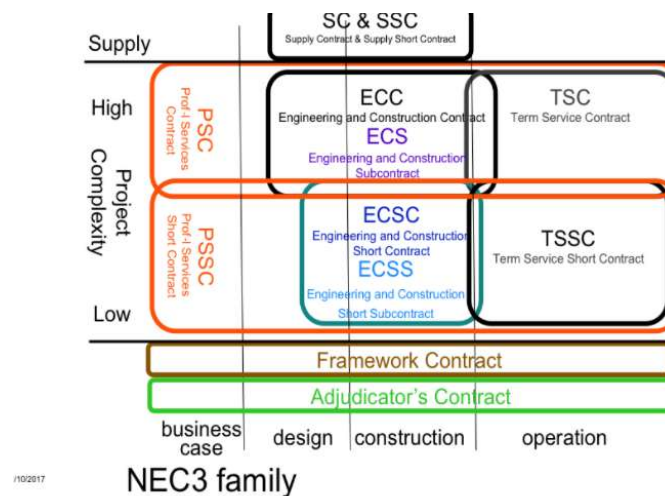 SC & SSC
Supply Contract & Supply Short Contract
Supply
High
Project
Complexity
Low
PSC
Prof-l Services
Contract
PSSC
Prof-l Services
Short Contract
ECC
Engineering and Construction Contract
ECS
Engineering and Construction
Subcontract
TSC
Term Service Contract
ECSC
Engineering and Construction
Short Contract
ECSS
Engineering and Construction
Short Subcontract
TSSC
Term Service Short Contract
Framework Contract
Adjudicator's Contract
business
case
design
construction
operation
/10/2017
NEC3 family